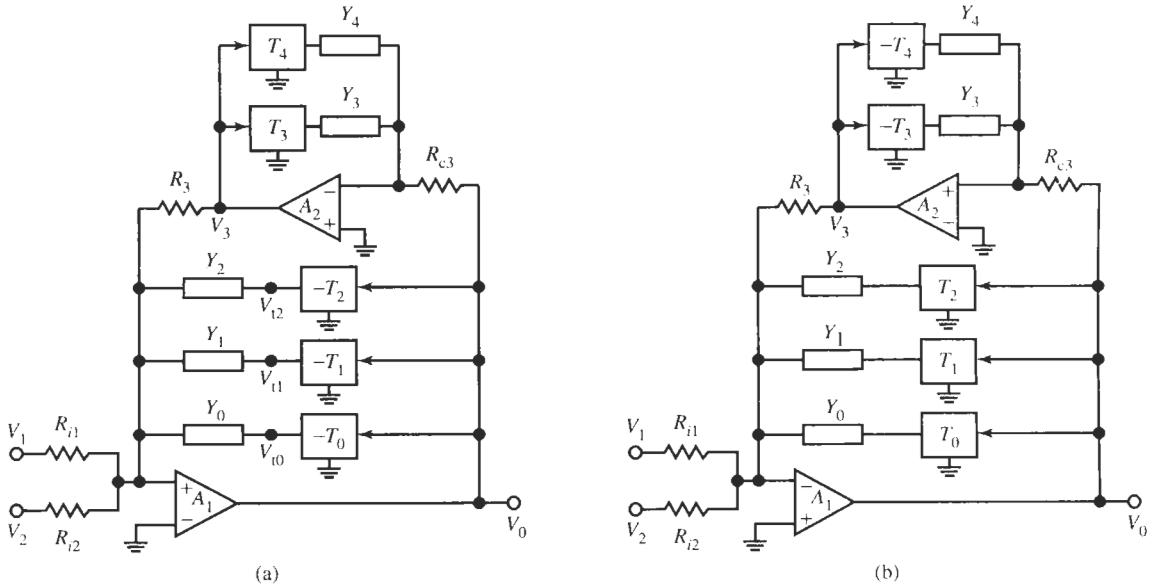 Y4
T4
Y3
T3
Rc3
R3
A2
−
+
V3
Y2
−T2
Vt2
Y1
−T1
Vt1
Y0
−T0
Vt0
V1
Ri1
V2
Ri2
+
−
A1
V0
(a)
Y4
−T4
Y3
−T3
Rc3
R3
A2
+
−
V3
Y2
T2
Y1
T1
Y0
T0
V1
Ri1
V2
Ri2
−
+
A1
V0
(b)